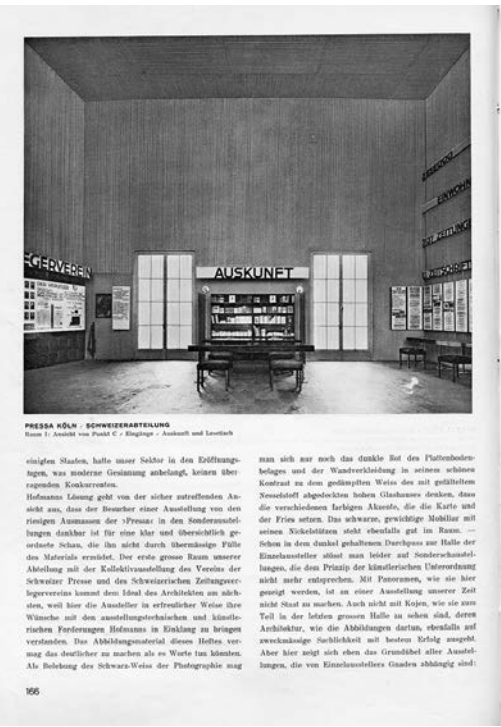 EGERVEREIN
AUSKUNFT
EINWOHN
ZEITUNGE
ZEITSCHRIFT
PRESSA KÖLN / SCHWEIZERABTEILUNG
Raum 1: Ansicht von Punkt C / Eingänge / Auskunft und Lesetisch
einigten Staaten, hatte unser Sektor in den Eröffnungs-
tagen, was moderne Gesinnung anbelangt, keinen über-
ragenden Konkurrenten.
Hofmanns Lösung geht von der sicher zutreffenden An-
sicht aus, dass der Besucher einer Ausstellung von den
riesigen Ausmassen der »Pressa« in den Sonderausstel-
lungen dankbar ist für eine klar und übersichtlich ge-
ordnete Schau, die ihn nicht durch übermässige Fülle
des Materials ermüdet. Der erste grosse Raum unserer
Abteilung mit der Kollektivausstellung des Vereins der
Schweizer Presse und des Schweizerischen Zeitungsver-
legervereins kommt dem Ideal des Architekten am näch-
sten, weil hier die Aussteller in erfreulicher Weise ihre
Wünsche mit den ausstellungstechnischen und künstle-
rischen Forderungen Hofmanns in Einklang zu bringen
verstanden. Das Abbildungsmaterial dieses Heftes ver-
mag das deutlicher zu machen als es Worte tun könnten.
Als Belebung des Schwarz-Weiss der Photographie mag
man sich nur noch das dunkle Rot des Plattenboden-
belages und der Wandverkleidung in seinem schönen
Kontrast zu dem gedämpften Weiss des mit gefälteltem
Nesselstoff abgedeckten hohen Glashauses denken, dazu
die verschiedenen farbigen Akzente, die die Karte und
der Fries setzen. Das schwarze, gewichtige Mobiliar mit
seinen Nickelstützen steht ebenfalls gut im Raum. —
Schon in dem dunkel gehaltenen Durchpass zur Halle der
Einzelaussteller stösst man leider auf Sonderschaustel-
lungen, die dem Prinzip der künstlerischen Unterordnung
nicht mehr entsprechen. Mit Panoramen, wie sie hier
gezeigt werden, ist an einer Ausstellung unserer Zeit
nicht Staat zu machen. Auch nicht mit Kojen, wie sie zum
Teil in der letzten grossen Halle zu sehen sind, deren
Architektur, wie die Abbildungen dartun, ebenfalls auf
zweckmässige Sachlichkeit mit bestem Erfolg ausgeht.
Aber hier zeigt sich eben das Grundübel aller Ausstel-
lungen, die von Einzelausstellers Gnaden abhängig sind:
166